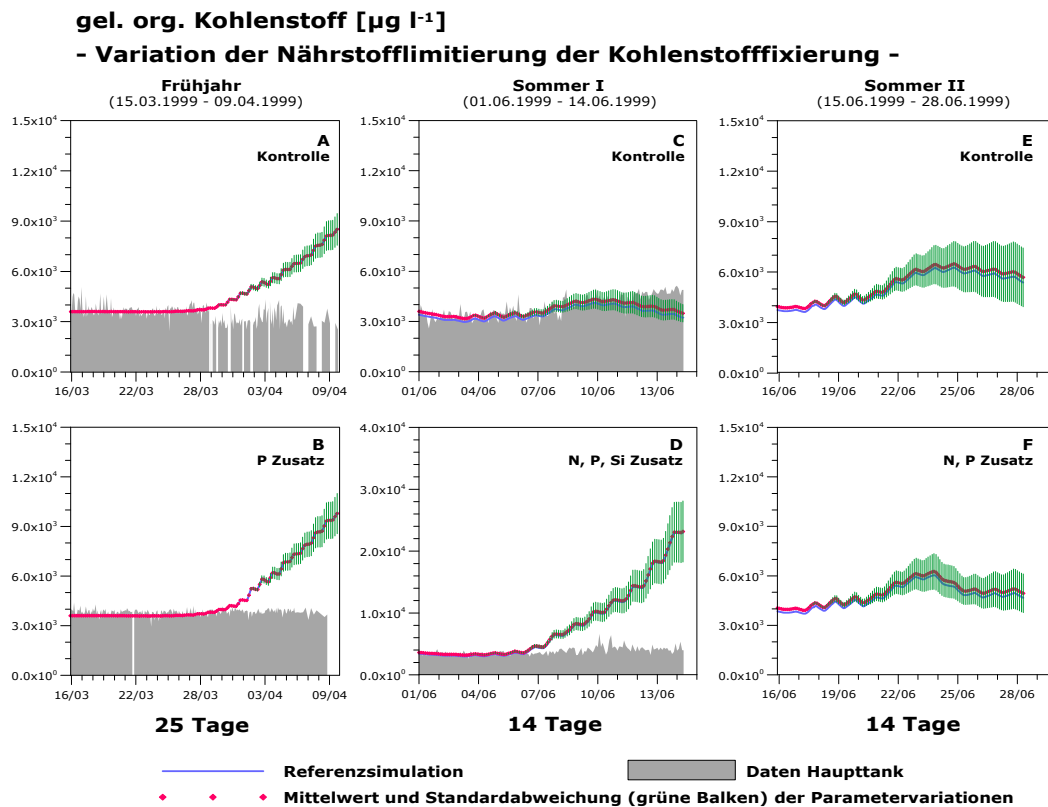 gel. org. Kohlenstoff [µg l⁻¹]
- Variation der Nährstofflimitierung der Kohlenstofffixierung -
Frühjahr
(15.03.1999 - 09.04.1999)
Sommer I
(01.06.1999 - 14.06.1999)
Sommer II
(15.06.1999 - 28.06.1999)
1.5x10⁴
1.2x10⁴
9.0x10³
6.0x10³
3.0x10³
0.0x10⁰
A
Kontrolle
16/03 22/03 28/03 03/04 09/04
1.5x10⁴
1.2x10⁴
9.0x10³
6.0x10³
3.0x10³
0.0x10⁰
C
Kontrolle
01/06 04/06 07/06 10/06 13/06
1.5x10⁴
1.2x10⁴
9.0x10³
6.0x10³
3.0x10³
0.0x10⁰
E
Kontrolle
16/06 19/06 22/06 25/06 28/06
1.5x10⁴
1.2x10⁴
9.0x10³
6.0x10³
3.0x10³
0.0x10⁰
B
P Zusatz
16/03 22/03 28/03 03/04 09/04
4.0x10⁴
3.0x10⁴
2.0x10⁴
1.0x10⁴
0.0x10⁰
D
N, P, Si Zusatz
01/06 04/06 07/06 10/06 13/06
1.5x10⁴
1.2x10⁴
9.0x10³
6.0x10³
3.0x10³
0.0x10⁰
F
N, P Zusatz
16/06 19/06 22/06 25/06 28/06
25 Tage
14 Tage
14 Tage
Referenzsimulation
Daten Haupttank
Mittelwert und Standardabweichung (grüne Balken) der Parametervariationen